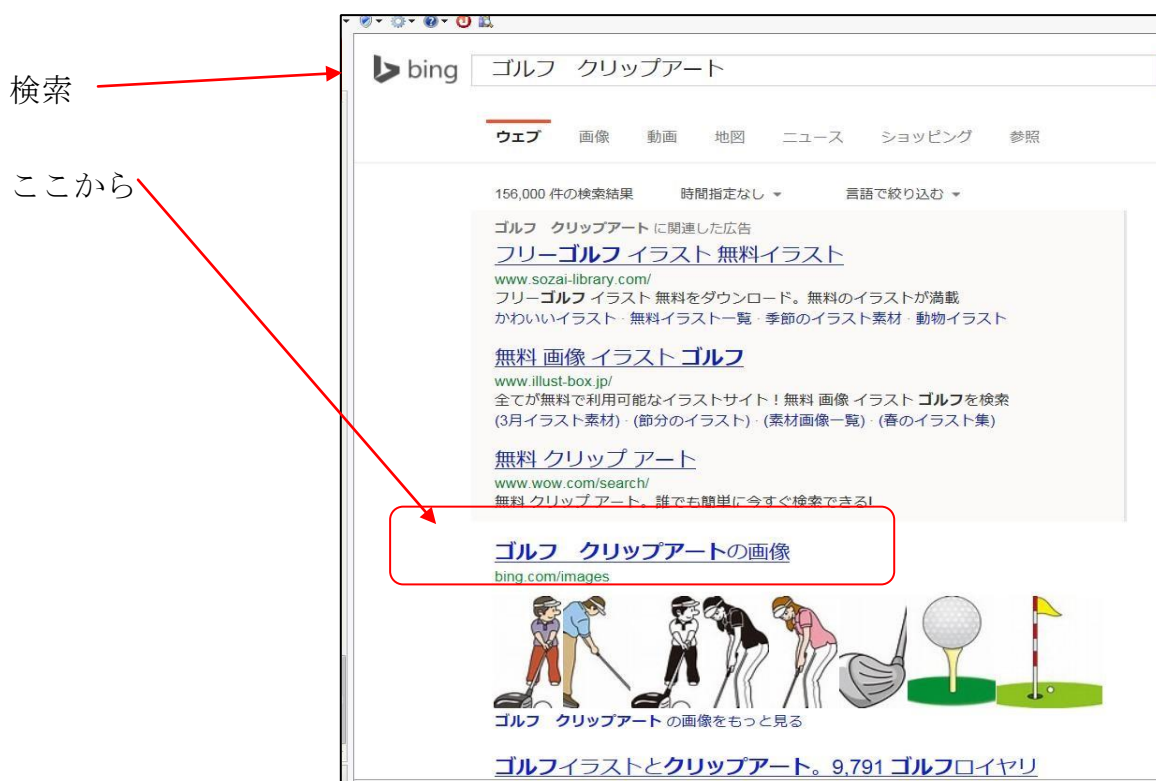 検索
ここから
bing
ゴルフ　クリップアート
ウェブ 画像 動画 地図 ニュース ショッピング 参照
156,000 件の検索結果 時間指定なし 言語で絞り込む
ゴルフ　クリップアート に関連した広告
フリーゴルフ イラスト 無料イラスト
www.sozai-library.com/
フリーゴルフ イラスト 無料をダウンロード。無料のイラストが満載
かわいいイラスト · 無料イラスト一覧 · 季節のイラスト素材 · 動物イラスト
無料 画像 イラスト ゴルフ
www.illust-box.jp/
全てが無料で利用可能なイラストサイト！無料 画像 イラスト ゴルフを検索
(3月イラスト素材) · (節分のイラスト) · (素材画像一覧) · (春のイラスト集)
無料 クリップ アート
www.wow.com/search/
無料 クリップ アート。誰でも簡単に今すぐ検索できる!
ゴルフ　クリップアートの画像
bing.com/images
ゴルフ　クリップアート の画像をもっと見る
ゴルフイラストとクリップアート。9,791 ゴルフロイヤリ